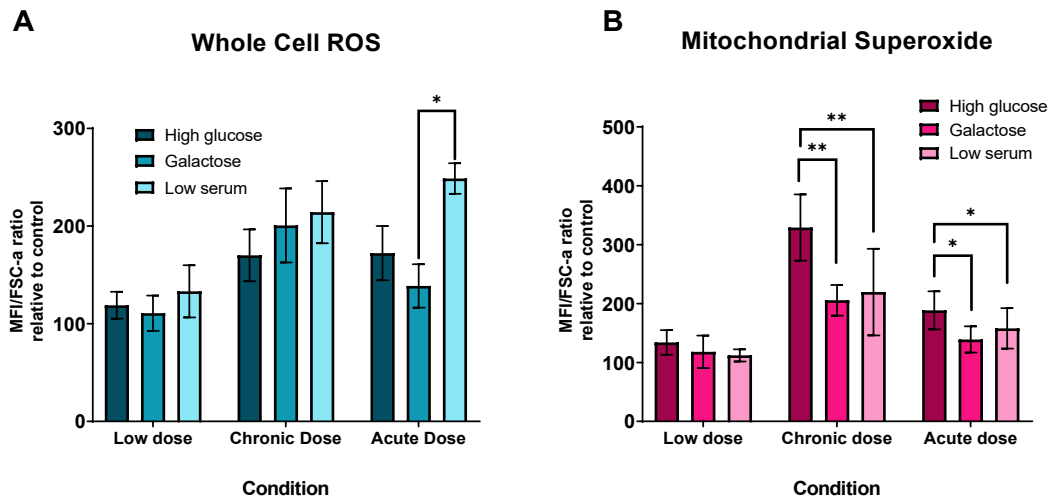 A
Whole Cell ROS
MFI/FSC-a ratio
relative to control
300
200
100
0
High glucose
Galactose
Low serum
*
Low dose
Chronic Dose
Acute Dose
Condition
B
Mitochondrial Superoxide
MFI/FSC-a ratio
relative to control
500
400
300
200
100
0
High glucose
Galactose
Low serum
**
**
*
*
Low dose
Chronic dose
Acute dose
Condition